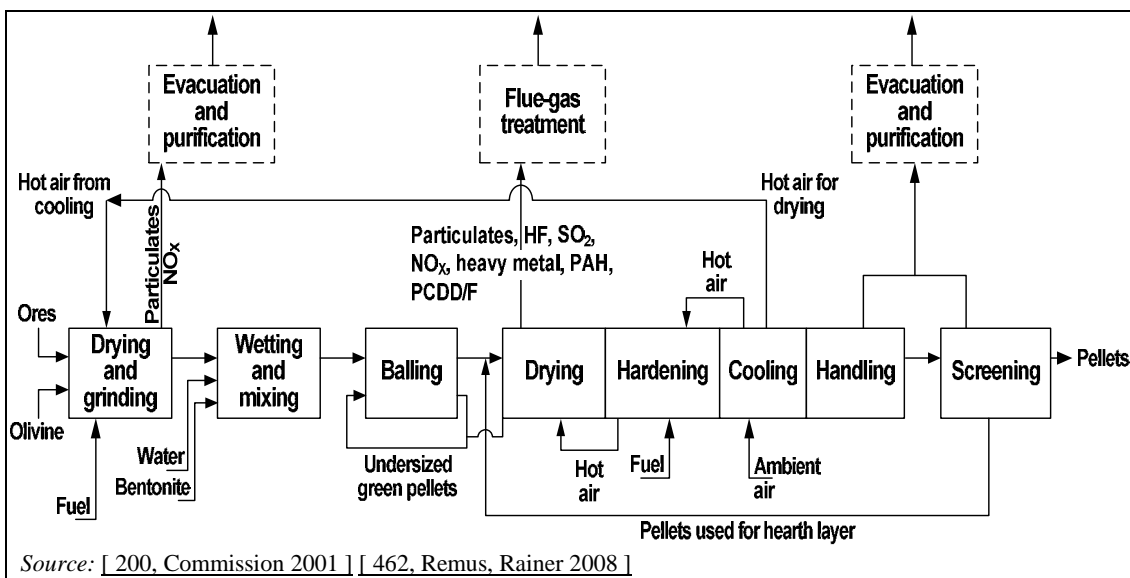 Evacuation
and
purification
Flue-gas
treatment
Evacuation
and
purification
Hot air from
cooling
Hot air for
drying
Particulates
NOX
Particulates, HF, SO2,
NOX, heavy metal, PAH,
PCDD/F
Hot
air
Ores
Drying
and
grinding
Wetting
and
mixing
Balling
Drying
Hardening
Cooling
Handling
Screening
Pellets
Olivine
Water
Bentonite
Undersized
green pellets
Hot
air
Fuel
Ambient
air
Fuel
Pellets used for hearth layer
Source: [ 200, Commission 2001 ] [ 462, Remus, Rainer 2008 ]